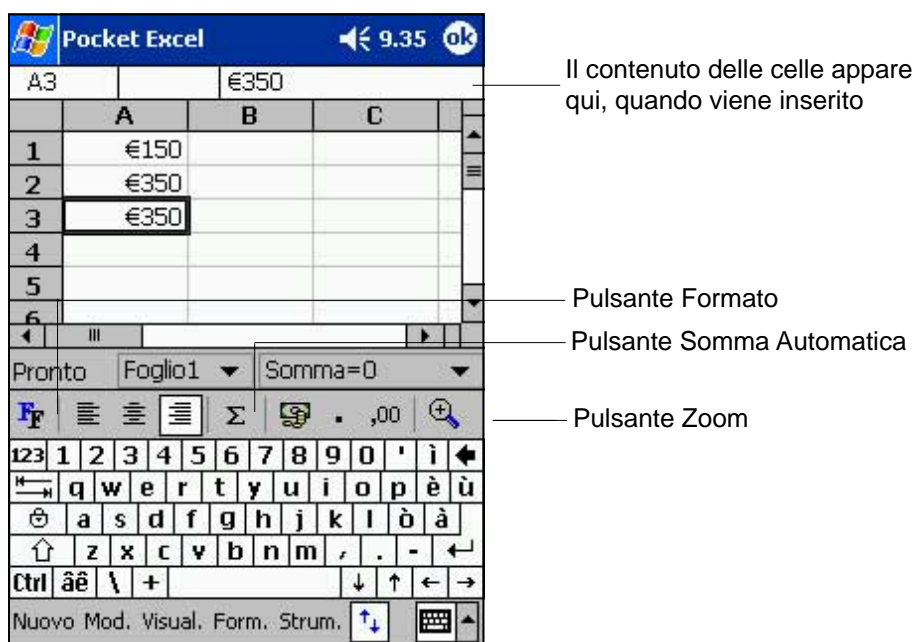 Pocket Excel 9.35 ok
A3 €350
Il contenuto delle celle appare
qui, quando viene inserito
A B C
1 €150
2 €350
3 €350
4
5
6
Pulsante Formato
Pulsante Somma Automatica
Pronto Foglio1 Somma=0
FF Σ . ,00
Pulsante Zoom
123 1 2 3 4 5 6 7 8 9 0 ' ì
q w e r t y u i o p è ù
a s d f g h j k l ò à
z x c v b n m , . -
Ctrl âê \ + ↓ ↑ ← →
Nuovo Mod. Visual. Form. Strum.